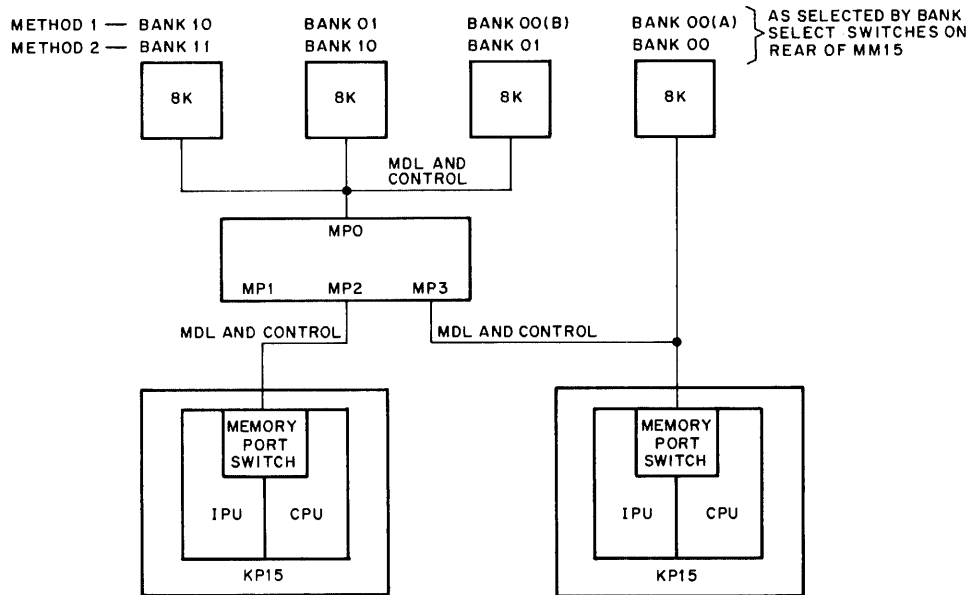 METHOD 1 — BANK 10 BANK 01 BANK 00(B) BANK 00(A)
METHOD 2 — BANK 11 BANK 10 BANK 01 BANK 00
AS SELECTED BY BANK
SELECT SWITCHES ON
REAR OF MM15
8K 8K 8K 8K
MDL AND
CONTROL
MPO
MP1 MP2 MP3
MDL AND CONTROL MDL AND CONTROL
MEMORY
PORT
SWITCH
IPU CPU
KP15
MEMORY
PORT
SWITCH
IPU CPU
KP15